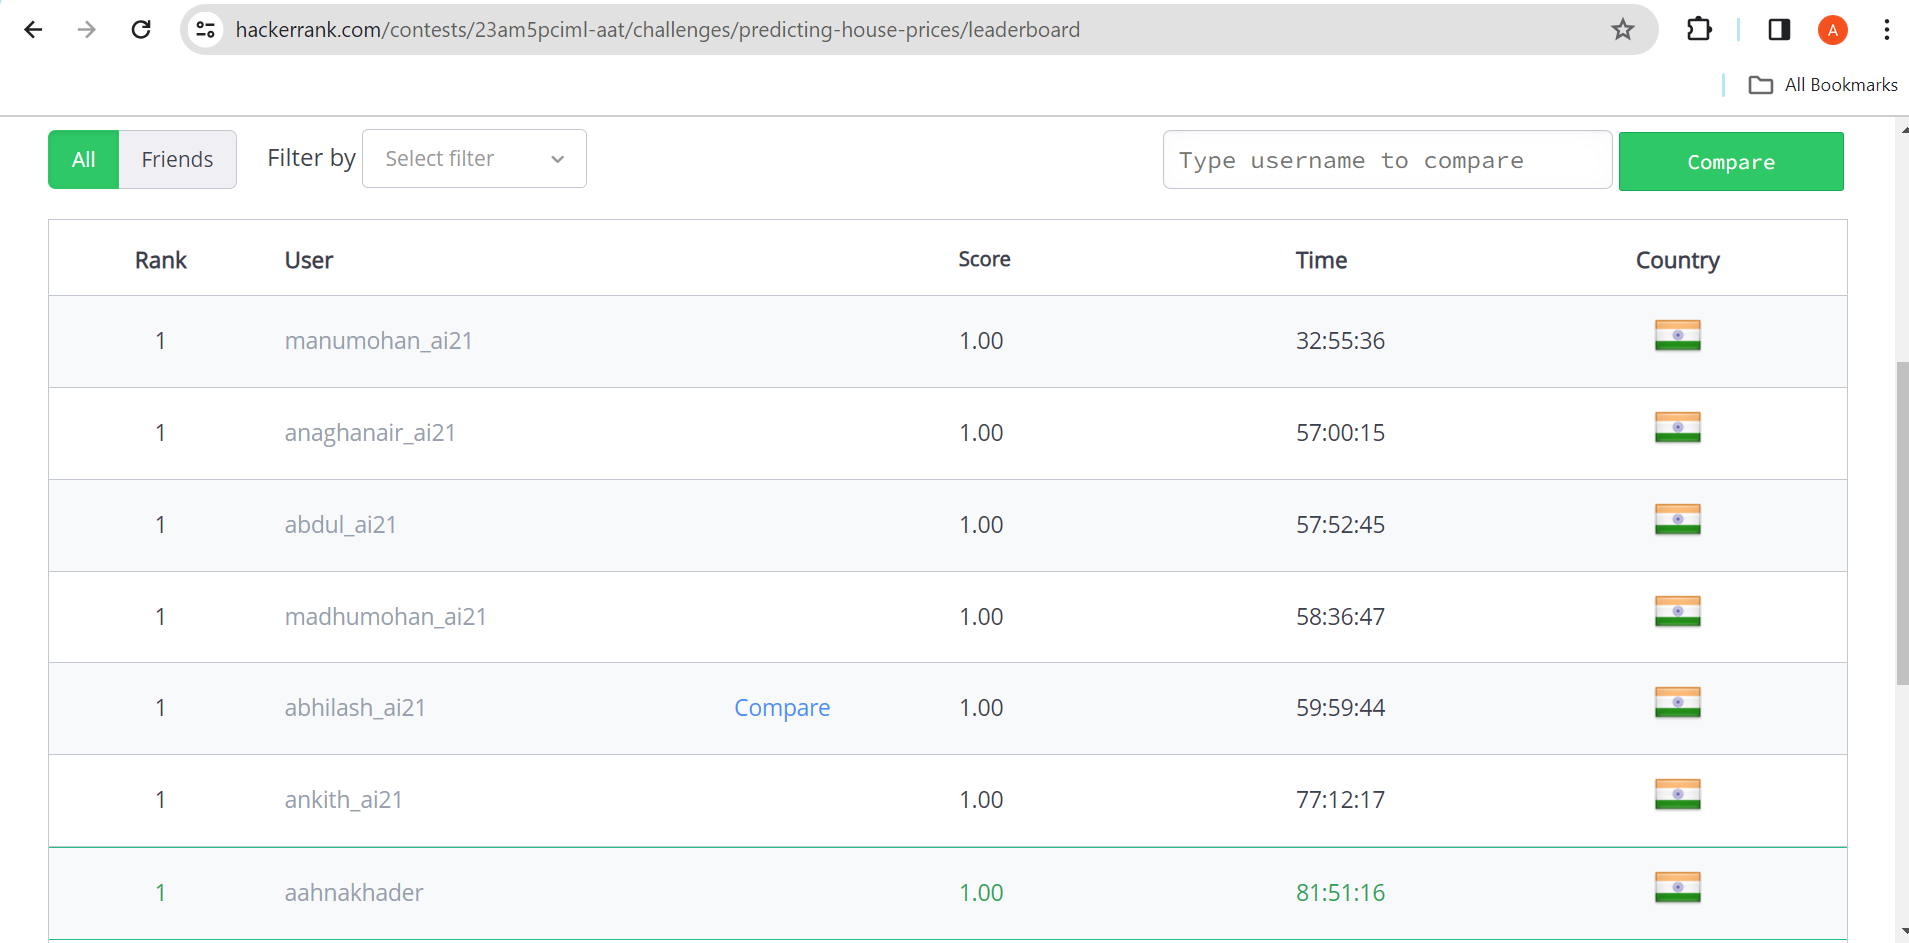 hackerrank.com/contests/23am5pciml-aat/challenges/predicting-house-prices/leaderboard
A
All Bookmarks
All Friends Filter by Select filter Type username to compare Compare
Rank User Score Time Country
1 manumohan_ai21 1.00 32:55:36
1 anaghanair_ai21 1.00 57:00:15
1 abdul_ai21 1.00 57:52:45
1 madhumohan_ai21 1.00 58:36:47
1 abhilash_ai21 Compare 1.00 59:59:44
1 ankith_ai21 1.00 77:12:17
1 aahnakhader 1.00 81:51:16